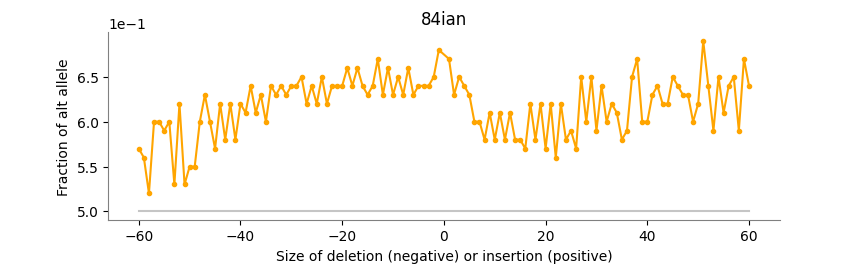 84ian
1e−1
Fraction of alt allele
6.5
6.0
5.5
5.0
−60 −40 −20 0 20 40 60
Size of deletion (negative) or insertion (positive)